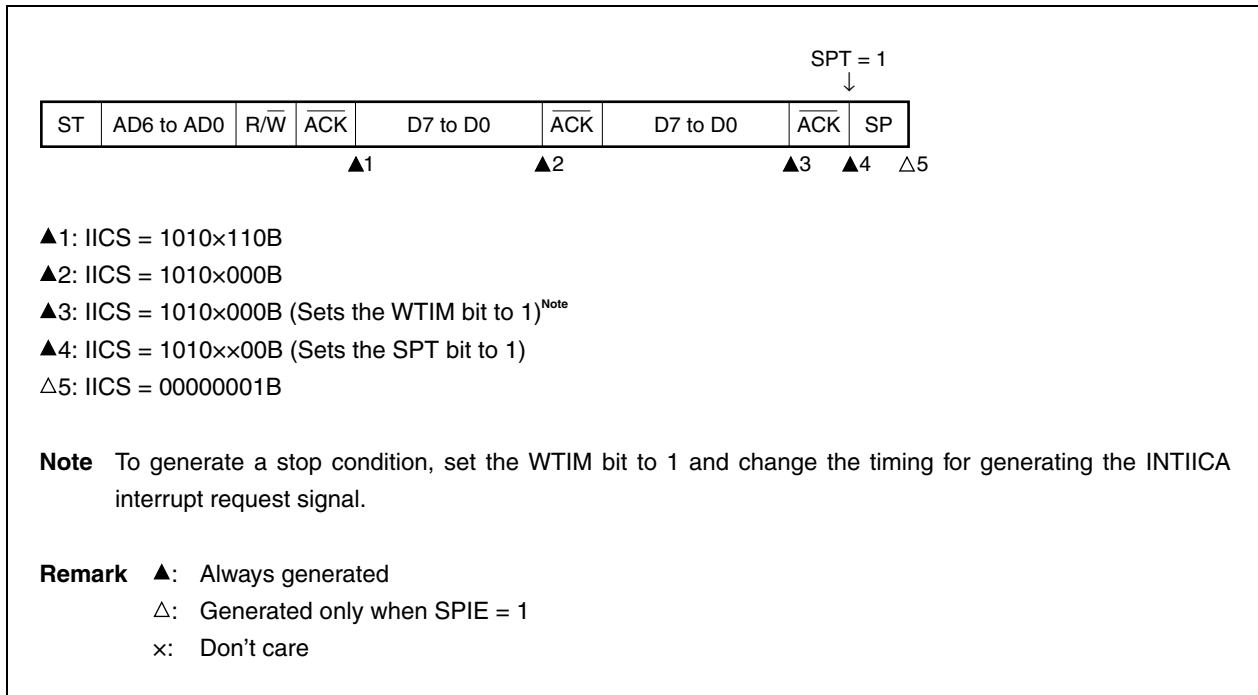 SPT = 1
↓
ST AD6 to AD0 R/W̅ A̅C̅K̅ D7 to D0 A̅C̅K̅ D7 to D0 A̅C̅K̅ SP
▲1 ▲2 ▲3 ▲4 △5
▲1: IICS = 1010×110B
▲2: IICS = 1010×000B
▲3: IICS = 1010×000B (Sets the WTIM bit to 1)Note
▲4: IICS = 1010××00B (Sets the SPT bit to 1)
△5: IICS = 00000001B
Note To generate a stop condition, set the WTIM bit to 1 and change the timing for generating the INTIICA
interrupt request signal.
Remark ▲: Always generated
△: Generated only when SPIE = 1
×: Don't care